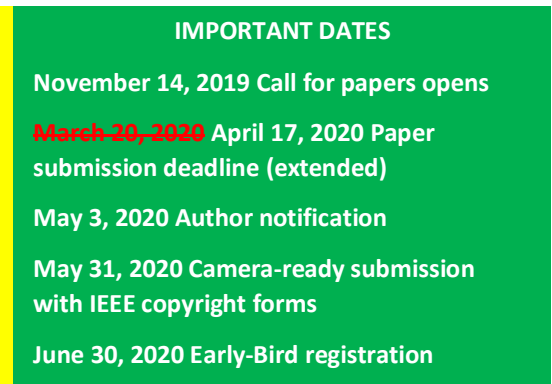 IMPORTANT DATES
November 14, 2019 Call for papers opens
March 20, 2020 April 17, 2020 Paper
submission deadline (extended)
May 3, 2020 Author notification
May 31, 2020 Camera-ready submission
with IEEE copyright forms
June 30, 2020 Early-Bird registration